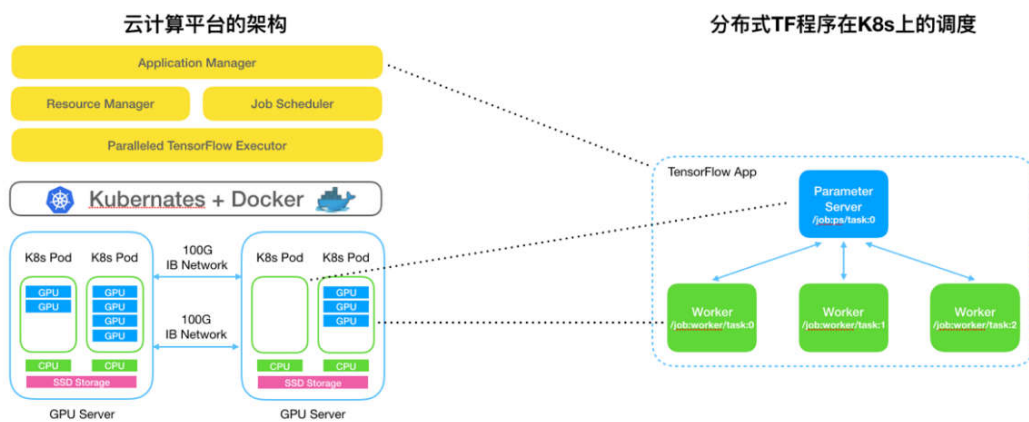 云计算平台的架构
分布式TF程序在K8s上的调度
Application Manager
Resource Manager
Job Scheduler
Paralleled TensorFlow Executor
Kubernates + Docker
K8s Pod
K8s Pod
100G
IB Network
K8s Pod
K8s Pod
GPU
GPU
GPU
GPU
GPU
GPU
100G
IB Network
GPU
GPU
GPU
CPU
CPU
CPU
CPU
SSD Storage
SSD Storage
GPU Server
GPU Server
TensorFlow App
Parameter
Server
/job:ps/task:0
Worker
/job:worker/task:0
Worker
/job:worker/task:1
Worker
/job:worker/task:2